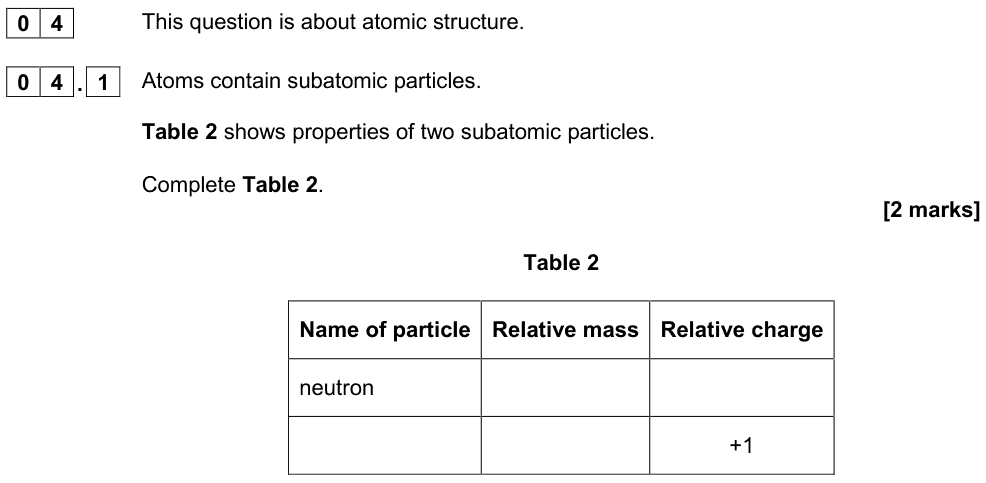 0 4 This question is about atomic structure.
0 4 . 1 Atoms contain subatomic particles.
Table 2 shows properties of two subatomic particles.
Complete Table 2.
[2 marks]
Table 2
Name of particle Relative mass Relative charge
neutron
+1